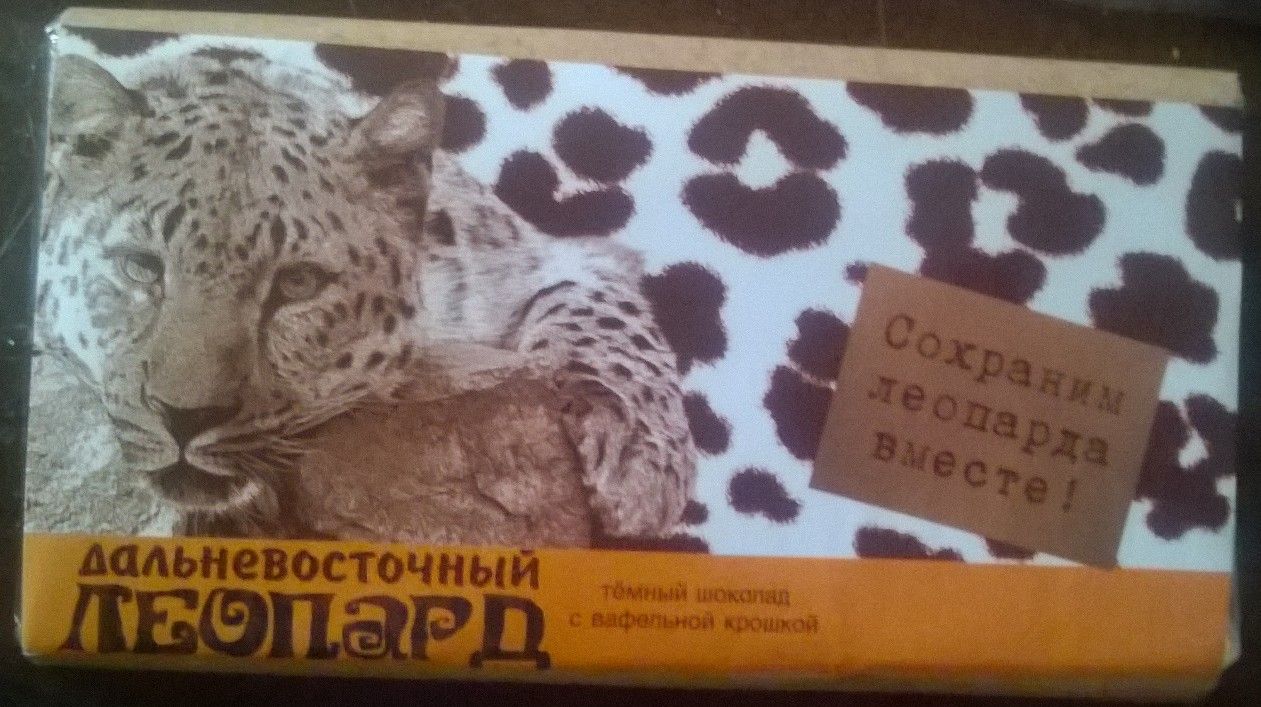 Сохраним
леопарда
вместе!
дальневосточный
ЛЕОПАРД
тёмный шоколад
с вафельной крошкой